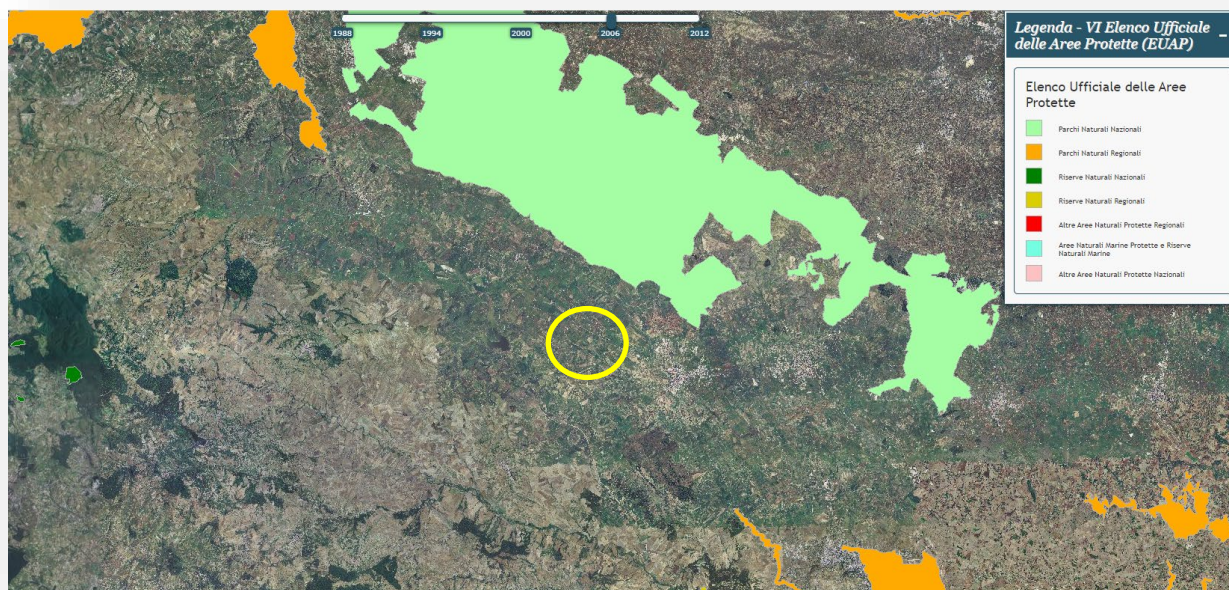 1988 1994 2000 2006 2012
Legenda - VI Elenco Ufficiale
delle Aree Protette (EUAP)
Elenco Ufficiale delle Aree
Protette
Parchi Naturali Nazionali
Parchi Naturali Regionali
Riserve Naturali Nazionali
Riserve Naturali Regionali
Altre Aree Naturali Protette Regionali
Aree Naturali Marine Protette e Riserve
Naturali Marine
Altre Aree Naturali Protette Nazionali